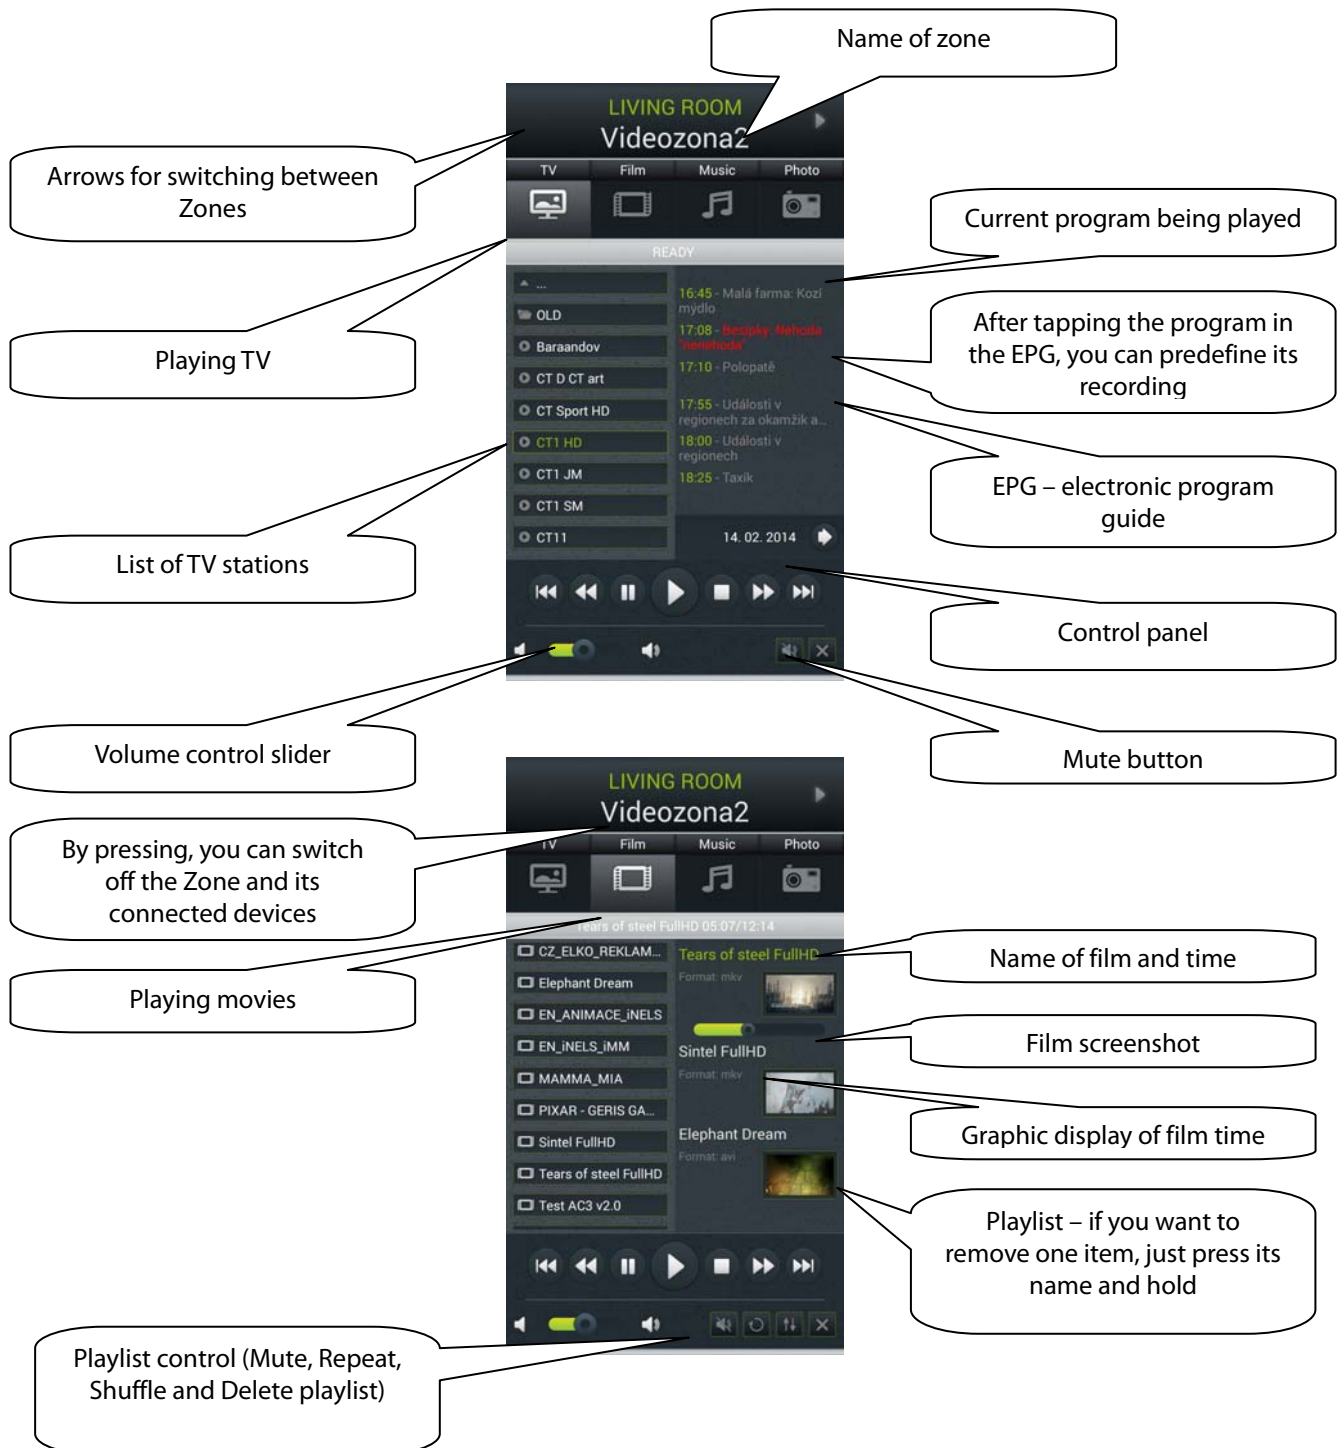 Name of zone
LIVING ROOM
Videozona2
Arrows for switching between
Zones
TV Film Music Photo
READY
Current program being played
Playing TV
After tapping the program in
the EPG, you can predefine its
recording
...
OLD
Baraandov
CT D CT art
CT Sport HD
CT1 HD
CT1 JM
CT1 SM
CT11
16:45 - Malá farma: Kozí
mýdlo
17:08 - Besipky: Nehoda
"nenehoda"
17:10 - Polopatě
17:55 - Události v
regionech za okamžik a...
18:00 - Události v
regionech
18:25 - Taxík
14. 02. 2014
List of TV stations
EPG – electronic program
guide
Control panel
Volume control slider
Mute button
LIVING ROOM
Videozona2
By pressing, you can switch
off the Zone and its
connected devices
TV Film Music Photo
Tears of steel FullHD 05:07/12:14
Playing movies
CZ_ELKO_REKLAM...
Elephant Dream
EN_ANIMACE_iNELS
EN_iNELS_iMM
MAMMA_MIA
PIXAR - GERIS GA...
Sintel FullHD
Tears of steel FullHD
Test AC3 v2.0
Tears of steel FullHD
Format: mkv
Sintel FullHD
Format: mkv
Elephant Dream
Format: avi
Name of film and time
Film screenshot
Graphic display of film time
Playlist – if you want to
remove one item, just press its
name and hold
Playlist control (Mute, Repeat,
Shuffle and Delete playlist)